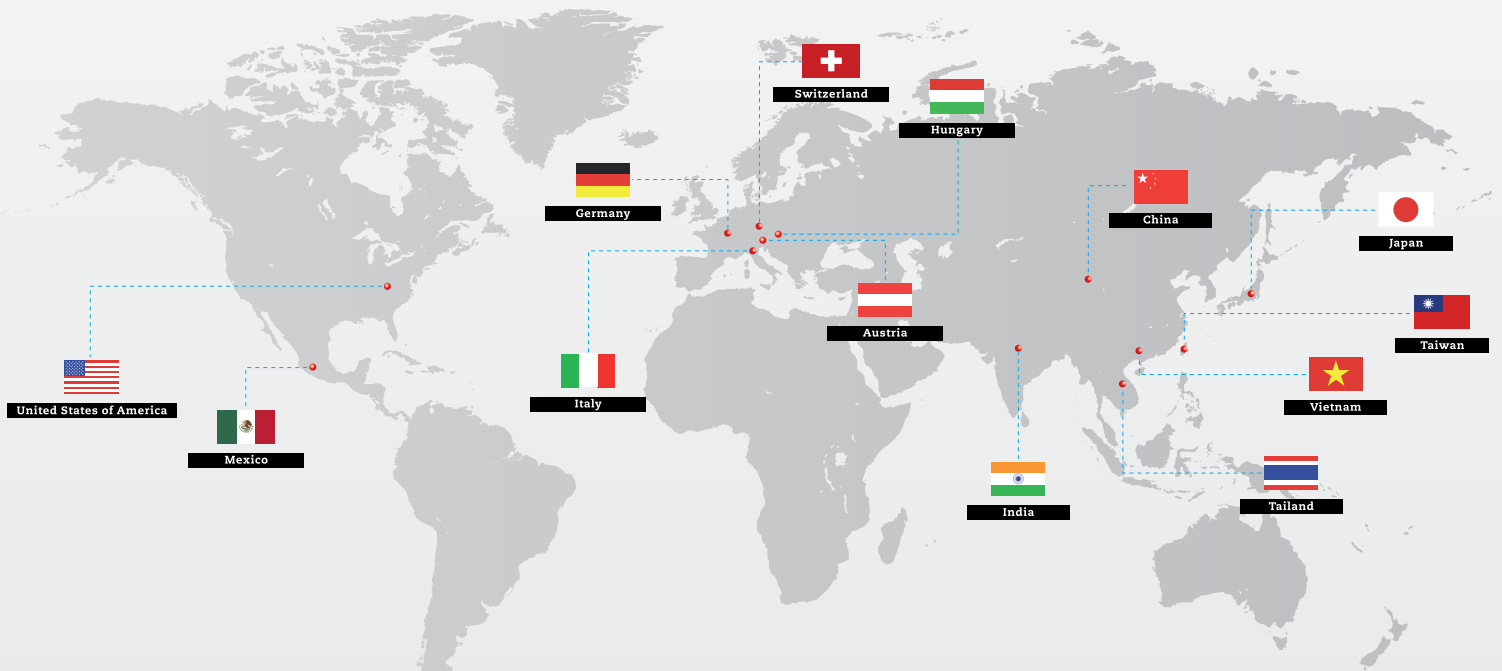 Switzerland
Hungary
Germany
China
Japan
Austria
Taiwan
United States of America
Italy
Vietnam
Mexico
India
Tailand